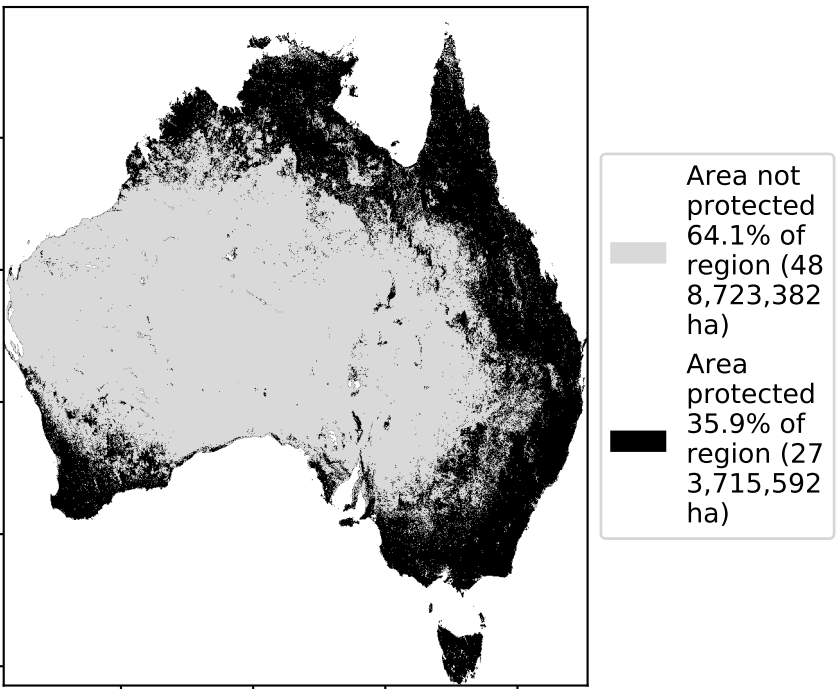 Area not
protected
64.1% of
region (48
8,723,382
ha)
Area
protected
35.9% of
region (27
3,715,592
ha)